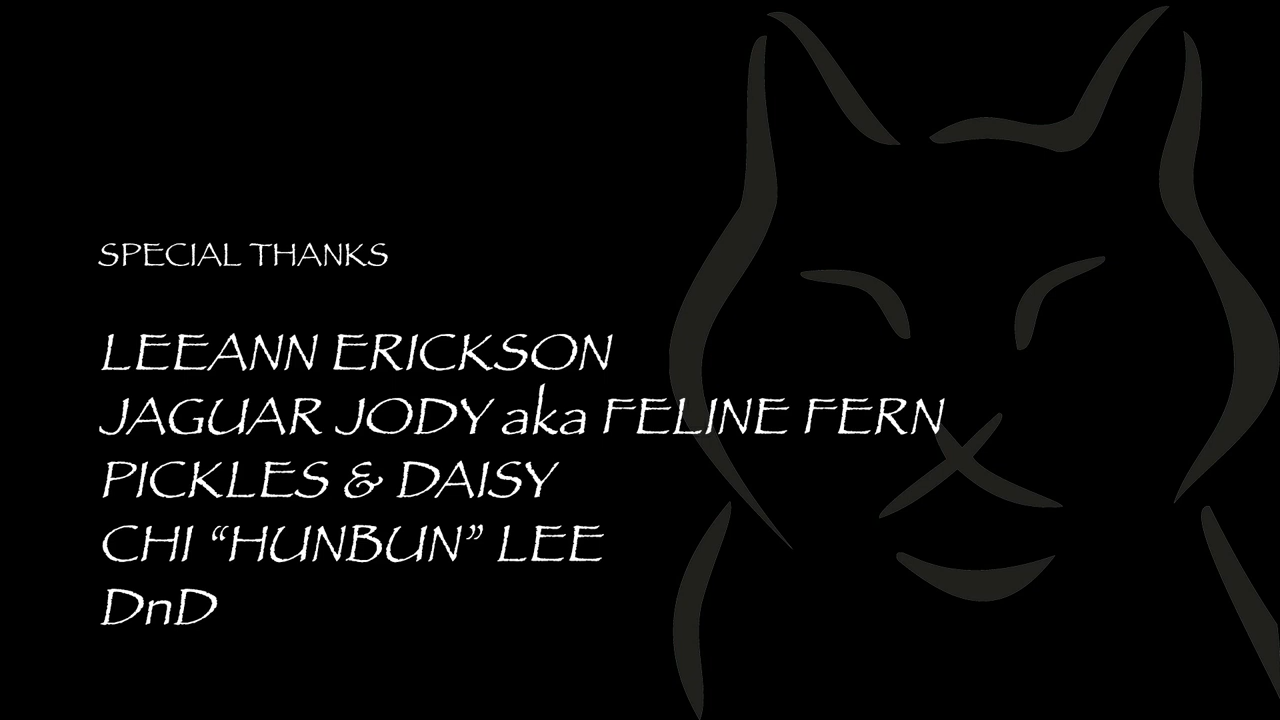 SPECIAL THANKS
LEEANN ERICKSON
JAGUAR JODY aka FELINE FERN
PICKLES & DAISY
CHI “HUNBUN” LEE
DnD